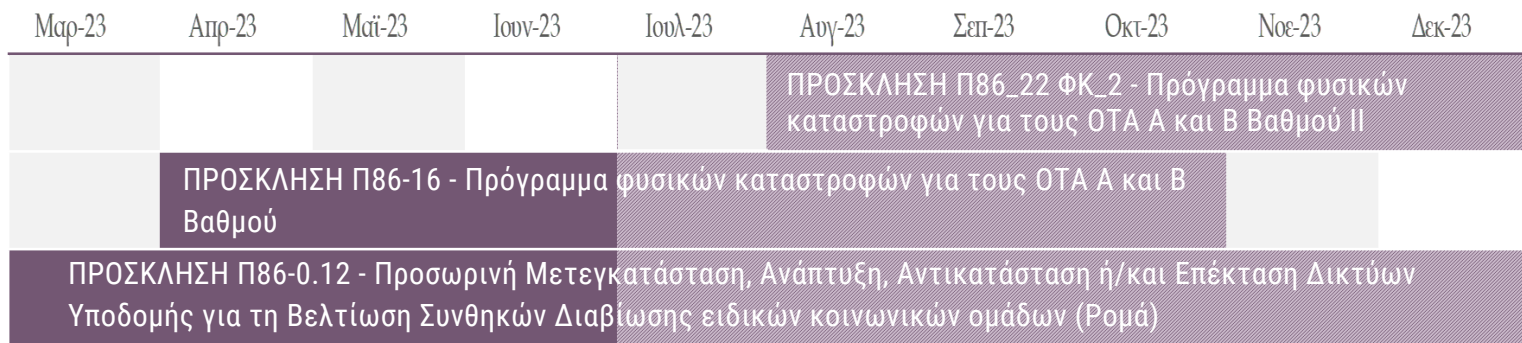 Μαρ-23 Απρ-23 Μαϊ-23 Ιουν-23 Ιουλ-23 Αυγ-23 Σεπ-23 Οκτ-23 Νοε-23 Δεκ-23
ΠΡΟΣΚΛΗΣΗ Π86_22 ΦΚ_2 - Πρόγραμμα φυσικών
καταστροφών για τους ΟΤΑ Α και Β Βαθμού ΙΙ
ΠΡΟΣΚΛΗΣΗ Π86-16 - Πρόγραμμα φυσικών καταστροφών για τους ΟΤΑ Α και Β
Βαθμού
ΠΡΟΣΚΛΗΣΗ Π86-0.12 - Προσωρινή Μετεγκατάσταση, Ανάπτυξη, Αντικατάσταση ή/και Επέκταση Δικτύων
Υποδομής για τη Βελτίωση Συνθηκών Διαβίωσης ειδικών κοινωνικών ομάδων (Ρομά)